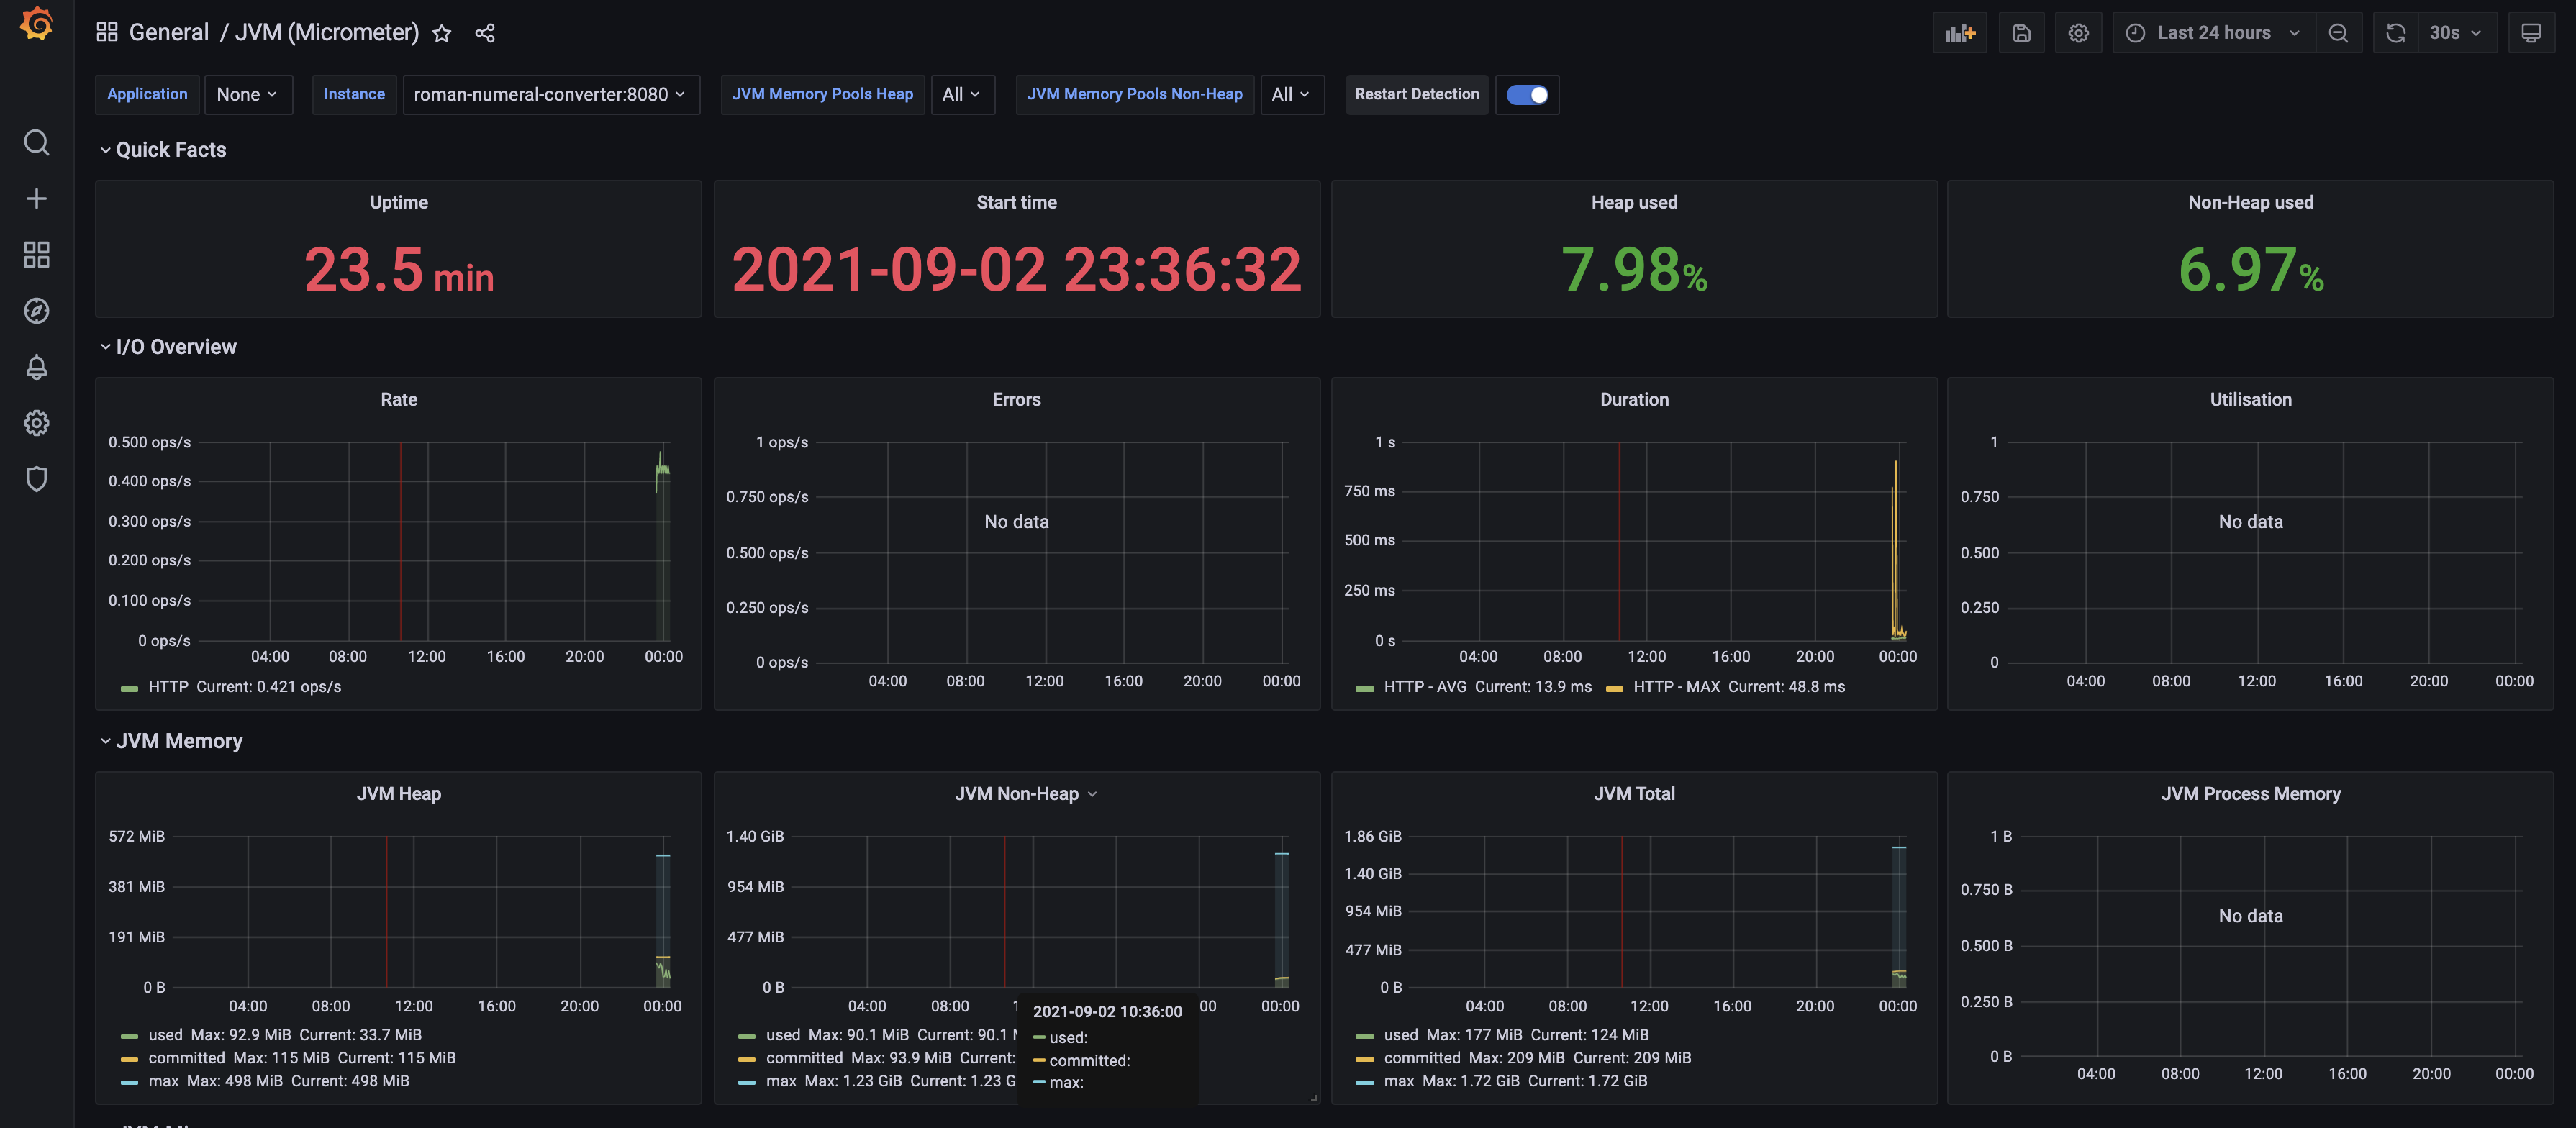 General / JVM (Micrometer)
Last 24 hours
30s
Application
None
Instance
roman-numeral-converter:8080
JVM Memory Pools Heap
All
JVM Memory Pools Non-Heap
All
Restart Detection
Quick Facts
Uptime
23.5 min
Start time
2021-09-02 23:36:32
Heap used
7.98%
Non-Heap used
6.97%
I/O Overview
Rate
0.500 ops/s
0.400 ops/s
0.300 ops/s
0.200 ops/s
0.100 ops/s
0 ops/s
04:00 08:00 12:00 16:00 20:00 00:00
HTTP Current: 0.421 ops/s
Errors
1 ops/s
0.750 ops/s
0.500 ops/s
0.250 ops/s
0 ops/s
No data
04:00 08:00 12:00 16:00 20:00 00:00
Duration
1 s
750 ms
500 ms
250 ms
0 s
04:00 08:00 12:00 16:00 20:00 00:00
HTTP - AVG Current: 13.9 ms HTTP - MAX Current: 48.8 ms
Utilisation
1
0.750
0.500
0.250
0
No data
04:00 08:00 12:00 16:00 20:00 00:00
JVM Memory
JVM Heap
572 MiB
381 MiB
191 MiB
0 B
04:00 08:00 12:00 16:00 20:00 00:00
used Max: 92.9 MiB Current: 33.7 MiB
committed Max: 115 MiB Current: 115 MiB
max Max: 498 MiB Current: 498 MiB
JVM Non-Heap
1.40 GiB
954 MiB
477 MiB
0 B
04:00 08:00 1 00 00:00
used Max: 90.1 MiB Current: 90.1 M
committed Max: 93.9 MiB Current:
max Max: 1.23 GiB Current: 1.23 G
2021-09-02 10:36:00
used:
committed:
max:
JVM Total
1.86 GiB
1.40 GiB
954 MiB
477 MiB
0 B
04:00 08:00 12:00 16:00 20:00 00:00
used Max: 177 MiB Current: 124 MiB
committed Max: 209 MiB Current: 209 MiB
max Max: 1.72 GiB Current: 1.72 GiB
JVM Process Memory
1 B
0.750 B
0.500 B
0.250 B
0 B
No data
04:00 08:00 12:00 16:00 20:00 00:00